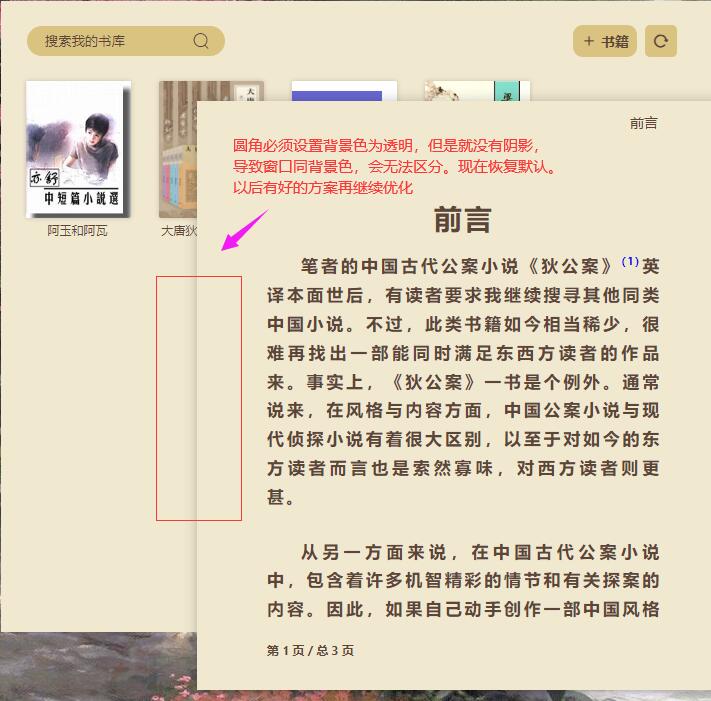 搜索我的书库
+ 书籍
亦舒
中短篇小說選
大唐
阿玉和阿瓦
大唐狄
前言
圆角必须设置背景色为透明，但是就没有阴影，
导致窗口同背景色，会无法区分。现在恢复默认。
以后有好的方案再继续优化
前言
笔者的中国古代公案小说《狄公案》(1)英
译本面世后，有读者要求我继续搜寻其他同类
中国小说。不过，此类书籍如今相当稀少，很
难再找出一部能同时满足东西方读者的作品
来。事实上，《狄公案》一书是个例外。通常
说来，在风格与内容方面，中国公案小说与现
代侦探小说有着很大区别，以至于对如今的东
方读者而言也是索然寡味，对西方读者则更
甚。
从另一方面来说，在中国古代公案小说
中，包含着许多机智精彩的情节和有关探案的
内容。因此，如果自己动手创作一部中国风格
第 1 页 / 总 3 页